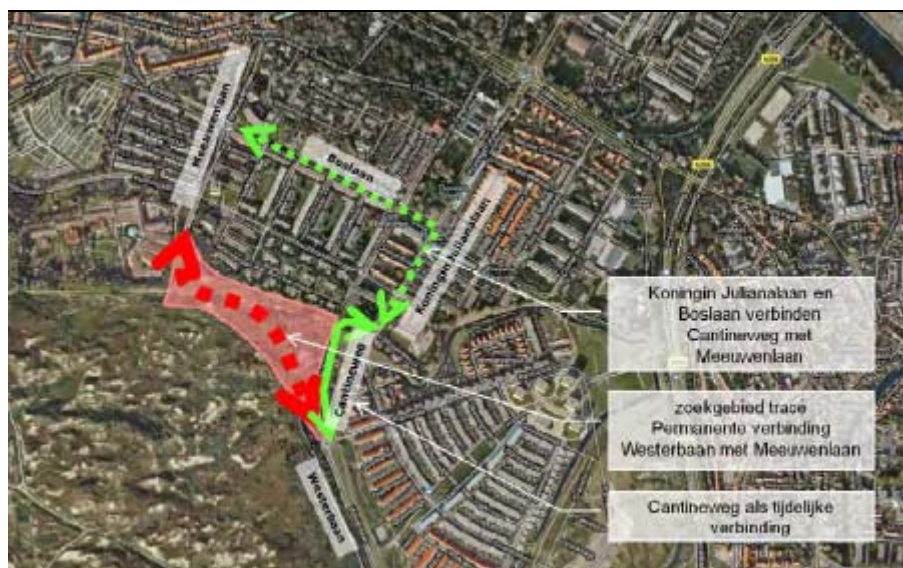 Meeuwenlaan
Boslaan
Koningin Julianalaan
Cantineweg
Westerbaan
Koningin Julianalaan en
Boslaan verbinden
Cantineweg met
Meeuwenlaan
zoekgebied tracé
Permanente verbinding
Westerbaan met Meeuwenlaan
Cantineweg als tijdelijke
verbinding